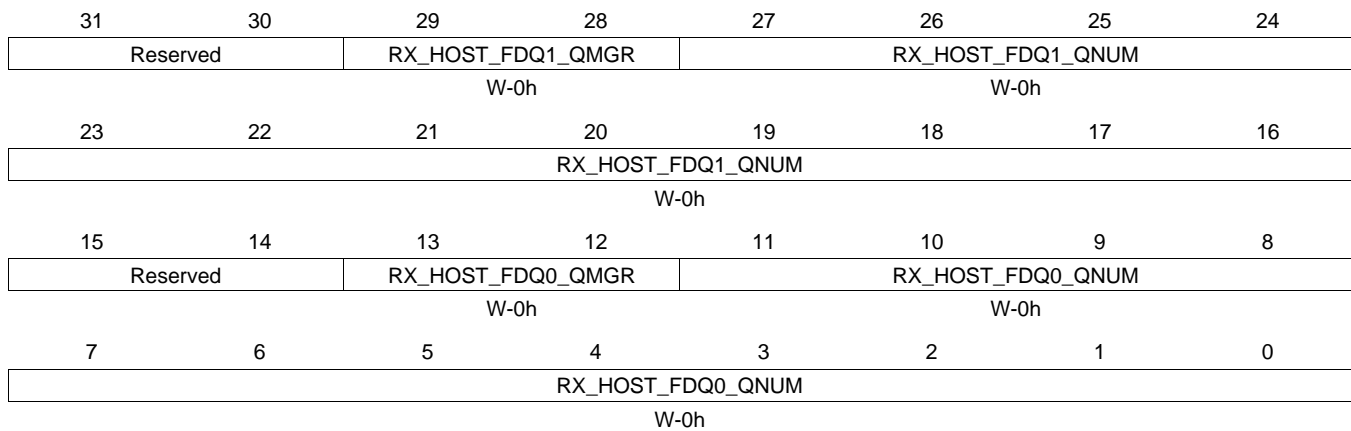 31 30 29 28 27 26 25 24
Reserved RX_HOST_FDQ1_QMGR RX_HOST_FDQ1_QNUM
W-0h W-0h
23 22 21 20 19 18 17 16
RX_HOST_FDQ1_QNUM
W-0h
15 14 13 12 11 10 9 8
Reserved RX_HOST_FDQ0_QMGR RX_HOST_FDQ0_QNUM
W-0h W-0h
7 6 5 4 3 2 1 0
RX_HOST_FDQ0_QNUM
W-0h